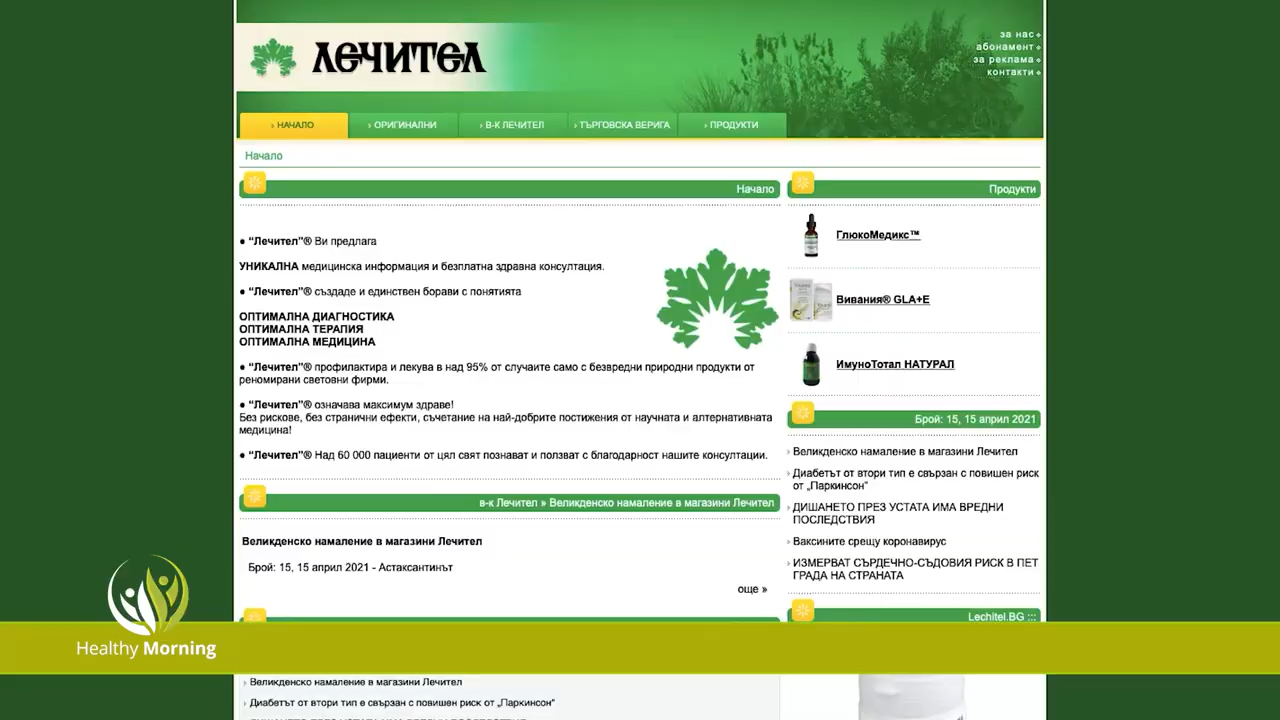 ЛЕЧИТЕЛ
за нас
абонамент
за реклама
контакти
› НАЧАЛО
› ОРИГИНАЛНИ
› В-К ЛЕЧИТЕЛ
› ТЪРГОВСКА ВЕРИГА
› ПРОДУКТИ
Начало
Начало
● “Лечител”® Ви предлага
УНИКАЛНА медицинска информация и безплатна здравна консултация.
● “Лечител”® създаде и единствен борави с понятията
ОПТИМАЛНА ДИАГНОСТИКА
ОПТИМАЛНА ТЕРАПИЯ
ОПТИМАЛНА МЕДИЦИНА
● “Лечител”® профилактира и лекува в над 95% от случаите само с безвредни природни продукти от
реномирани световни фирми.
● “Лечител”® означава максимум здраве!
Без рискове, без странични ефекти, съчетание на най-добрите постижения от научната и алтернативната
медицина!
● “Лечител”® Над 60 000 пациенти от цял свят познават и ползват с благодарност нашите консултации.
в-к Лечител » Великденско намаление в магазини Лечител
Великденско намаление в магазини Лечител
Брой: 15, 15 април 2021 - Астаксантинът
още »
Продукти
ГлюкоМедикс™
Вивания® GLA+E
ИмуноТотал НАТУРАЛ
Брой: 15, 15 април 2021
› Великденско намаление в магазини Лечител
› Диабетът от втори тип е свързан с повишен риск
от „Паркинсон”
› ДИШАНЕТО ПРЕЗ УСТАТА ИМА ВРЕДНИ
ПОСЛЕДСТВИЯ
› Ваксините срещу коронавирус
› ИЗМЕРВАТ СЪРДЕЧНО-СЪДОВИЯ РИСК В ПЕТ
ГРАДА НА СТРАНАТА
Lechitel.BG :::
Healthy Morning
› Великденско намаление в магазини Лечител
› Диабетът от втори тип е свързан с повишен риск от „Паркинсон”